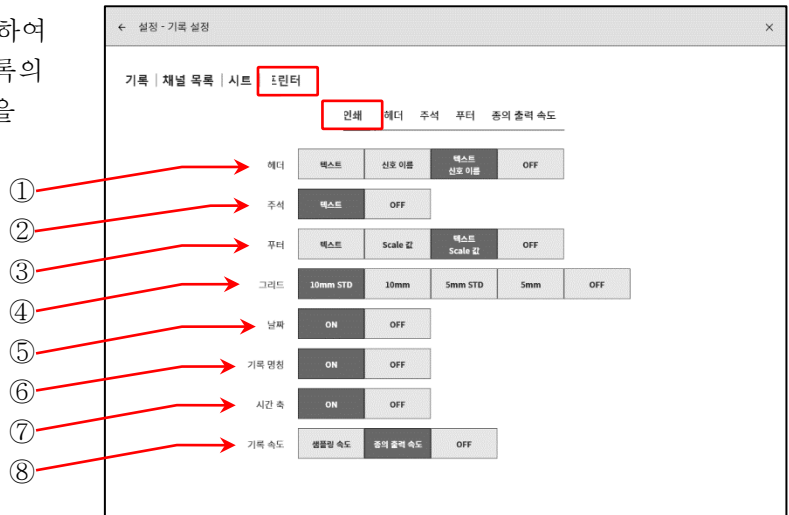 하여
록의
을
← 설정 - 기록 설정 ×
기록 | 채널 목록 | 시트 | 프린터
인쇄 헤더 주석 푸터 종의 출력 속도
① 헤더 텍스트 신호 이름 텍스트 신호 이름 OFF
② 주석 텍스트 OFF
③ 푸터 텍스트 Scale 값 텍스트 Scale 값 OFF
④ 그리드 10mm STD 10mm 5mm STD 5mm OFF
⑤ 날짜 ON OFF
⑥ 기록 명칭 ON OFF
⑦ 시간 축 ON OFF
⑧ 기록 속도 샘플링 속도 종의 출력 속도 OFF